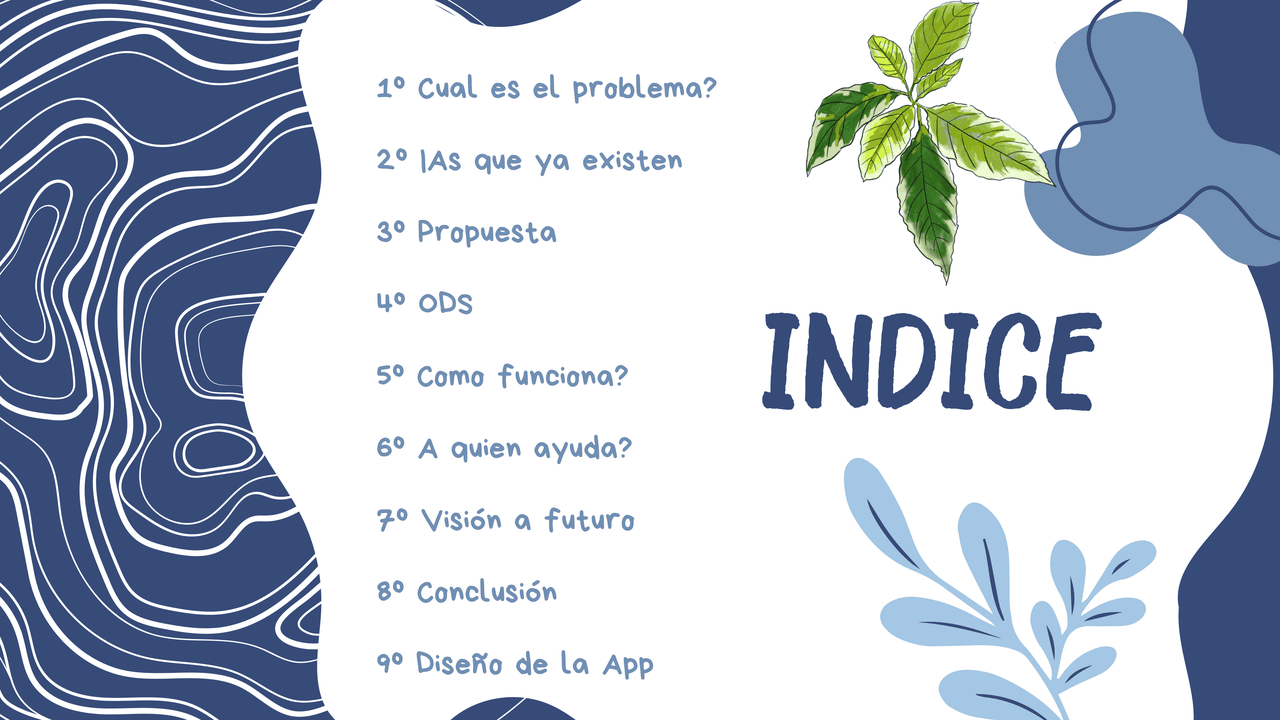 1º Cual es el problema?
2º IAs que ya existen
3º Propuesta
4º ODS
5º Como funciona?
6º A quien ayuda?
7º Visión a futuro
8º Conclusión
9º Diseño de la App
INDICE